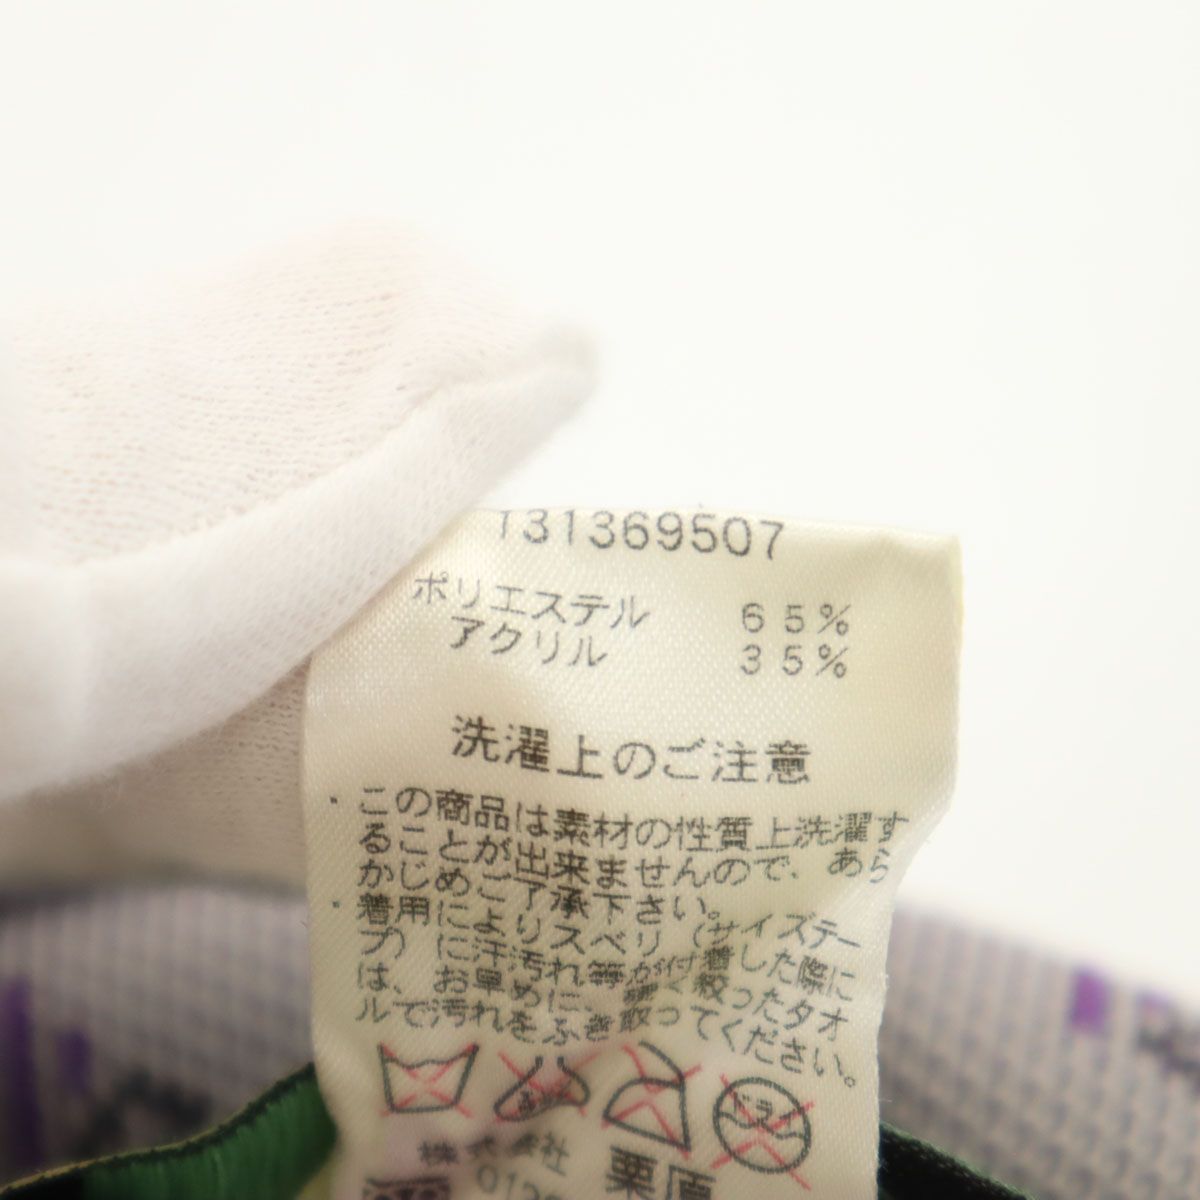 131369507
ポリエステル 65%
アクリル 35%
洗濯上のご注意
・この商品は素材の性質上洗濯す
ることが出来ませんので、あら
かじめご了承下さい。
・着用によりスベリ(サイズテー
プ)に汗汚れ等が付着した際に
は、お早めに、軽く絞ったタオ
ルで汚れをふき取ってください。
ドライ
株式会社 栗原